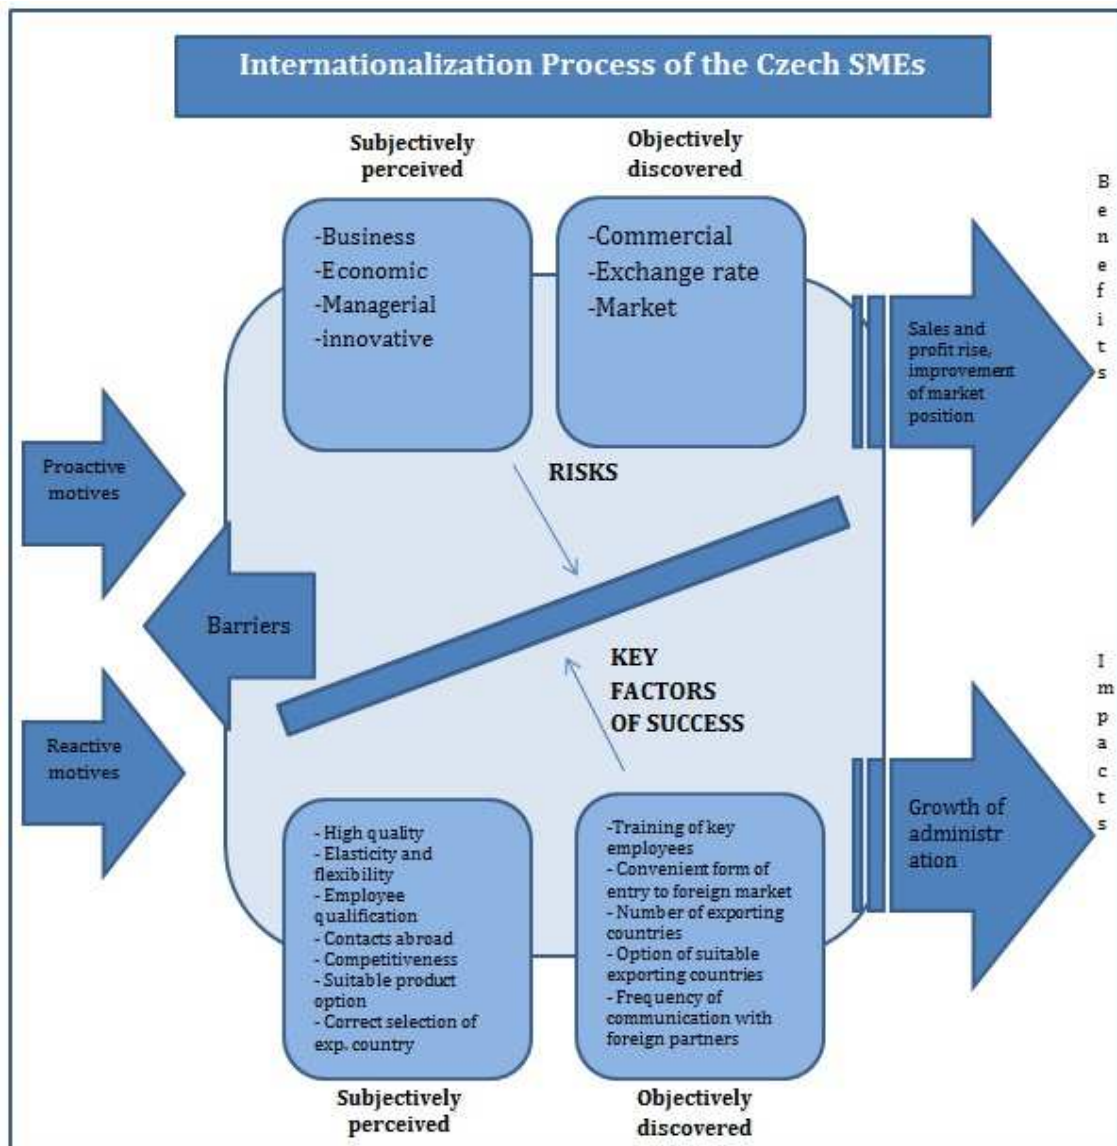 Internationalization Process of the Czech SMEs
Subjectively
perceived
Objectively
discovered
-Business
-Economic
-Managerial
-innovative
-Commercial
-Exchange rate
-Market
Benefits
Sales and
profit rise,
improvement
of market
position
RISKS
Proactive
motives
Barriers
Reactive
motives
KEY
FACTORS
OF SUCCESS
Impacts
Growth of
administr
ation
- High quality
- Elasticity and
flexibility
- Employee
qualification
- Contacts abroad
- Competitiveness
- Suitable product
option
- Correct selection of
exp. country
-Training of key
employees
- Convenient form of
entry to foreign market
- Number of exporting
countries
- Option of suitable
exporting countries
- Frequency of
communication with
foreign partners
Subjectively
perceived
Objectively
discovered